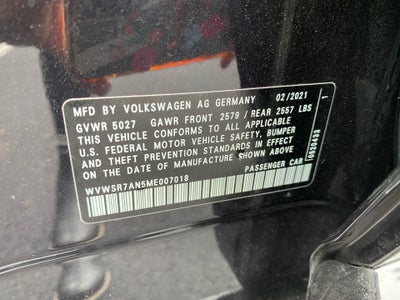 MFD BY VOLKSWAGEN AG GERMANY 02/2021
GVWR 5027 GAWR FRONT 2579 / REAR 2557 LBS
THIS VEHICLE CONFORMS TO ALL APPLICABLE
U.S. FEDERAL MOTOR VEHICLE SAFETY, BUMPER
AND THEFT PREVENTION STANDARDS IN EFFECT
ON THE DATE OF MANUFACTURE SHOWN ABOVE
WVWSR7AN5ME007018 PASSENGER CAR